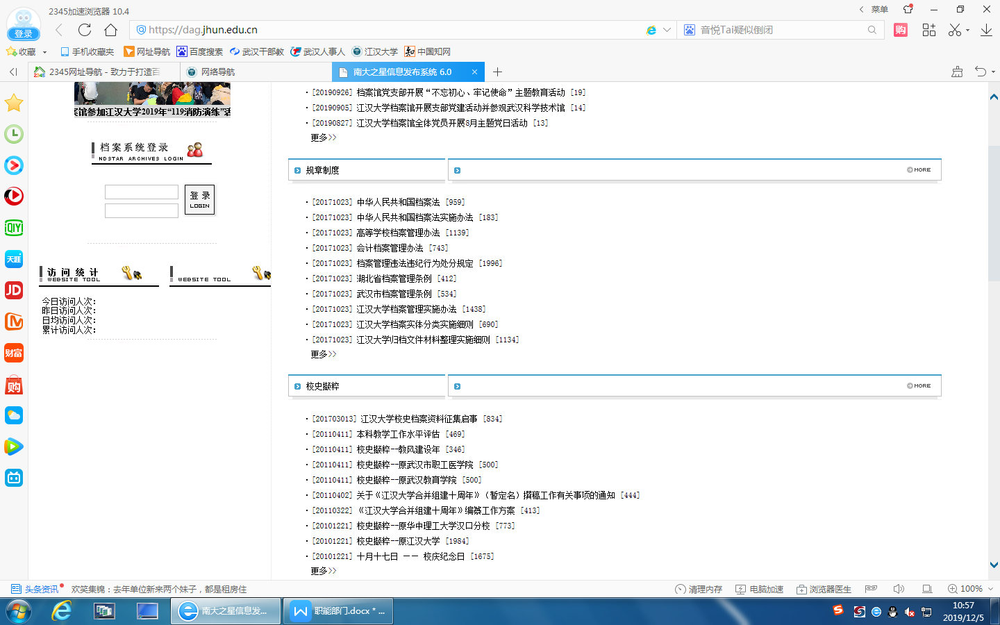 2345加速浏览器 10.4
菜单
登录
https://dag.jhun.edu.cn
音悦Tai疑似倒闭
购
收藏
手机收藏夹
网址导航
百度搜索
武汉干部教
武汉人事人
江汉大学
中国知网
2345网址导航 - 致力于打造百
网络导航
南大之星信息发布系统 6.0
宾馆参加江汉大学2019年“119消防演练”活
档案系统登录
NDSTAR ARCHIVES LOGIN
登 录
LOGIN
访 问 统 计
WEBSITE TOOL
WEBSITE TOOL
今日访问人次:
昨日访问人次:
日均访问人次:
累计访问人次:
· [20190926] 档案馆党支部开展“不忘初心、牢记使命”主题教育活动 [19]
· [20190905] 江汉大学档案馆开展支部党建活动并参观武汉科学技术馆 [14]
· [20190827] 江汉大学档案馆全体党员开展8月主题党日活动 [13]
更多>>
规章制度
MORE
· [20171023] 中华人民共和国档案法 [959]
· [20171023] 中华人民共和国档案法实施办法 [183]
· [20171023] 高等学校档案管理办法 [1139]
· [20171023] 会计档案管理办法 [743]
· [20171023] 档案管理违法违纪行为处分规定 [1996]
· [20171023] 湖北省档案管理条例 [412]
· [20171023] 武汉市档案管理条例 [534]
· [20171023] 江汉大学档案管理实施办法 [1438]
· [20171023] 江汉大学档案实体分类实施细则 [690]
· [20171023] 江汉大学归档文件材料整理实施细则 [1134]
更多>>
校史撷粹
MORE
· [201703013] 江汉大学校史档案资料征集启事 [834]
· [20110411] 本科教学工作水平评估 [469]
· [20110411] 校史撷粹--教风建设年 [346]
· [20110411] 校史撷粹--原武汉市职工医学院 [500]
· [20110411] 校史撷粹--原武汉教育学院 [500]
· [20110402] 关于《江汉大学合并组建十周年》（暂定名）撰稿工作有关事项的通知 [444]
· [20110322] 《江汉大学合并组建十周年》编纂工作方案 [413]
· [20101221] 校史撷粹--原华中理工大学汉口分校 [773]
· [20101221] 校史撷粹--原江汉大学 [1984]
· [20101221] 十月十七日 —— 校庆纪念日 [1675]
更多>>
iQIYI
天涯
JD
财富
购
头条资讯
欢笑集锦：去年单位新来两个妹子，都是租房住
清理内存
电脑加速
浏览器医生
100%
南大之星信息发...
职能部门.docx * ...
10:57
2019/12/5